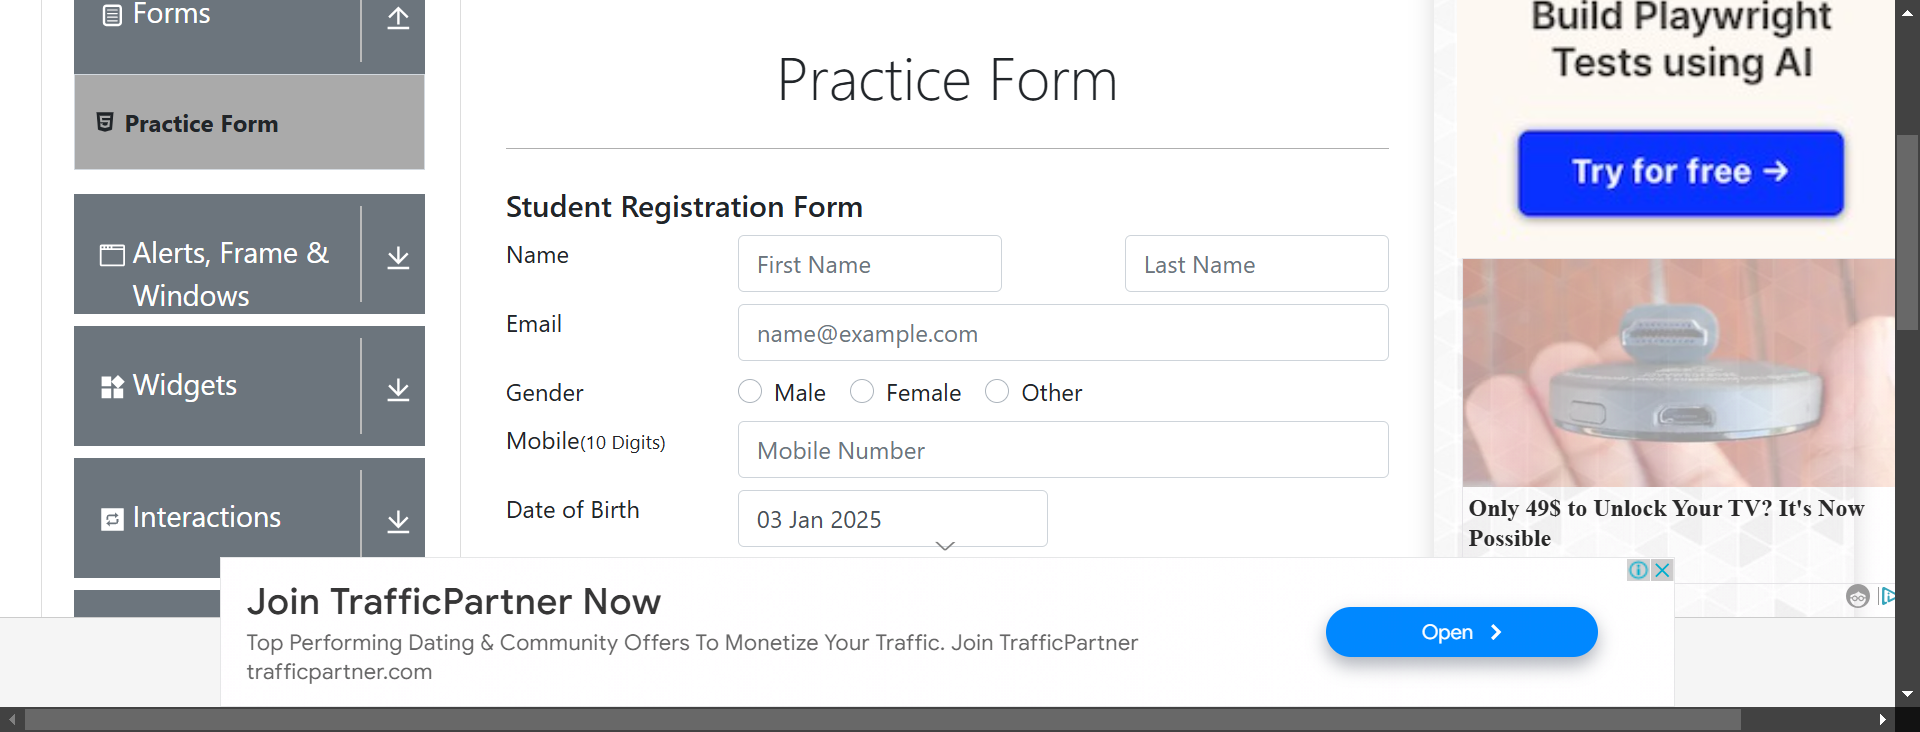 Forms
Practice Form
Alerts, Frame &
Windows
Widgets
Interactions
Practice Form
Student Registration Form
Name
First Name
Last Name
Email
name@example.com
Gender
Male
Female
Other
Mobile(10 Digits)
Mobile Number
Date of Birth
03 Jan 2025
Build Playwright
Tests using AI
Try for free →
Only 49$ to Unlock Your TV? It's Now
Possible
Join TrafficPartner Now
Top Performing Dating & Community Offers To Monetize Your Traffic. Join TrafficPartner
trafficpartner.com
Open